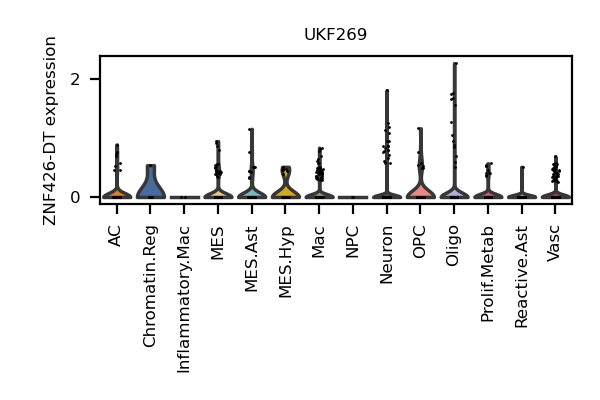 UKF269
ZNF426-DT expression
2
0
AC
Chromatin.Reg
Inflammatory.Mac
MES
MES.Ast
MES.Hyp
Mac
NPC
Neuron
OPC
Oligo
Prolif.Metab
Reactive.Ast
Vasc